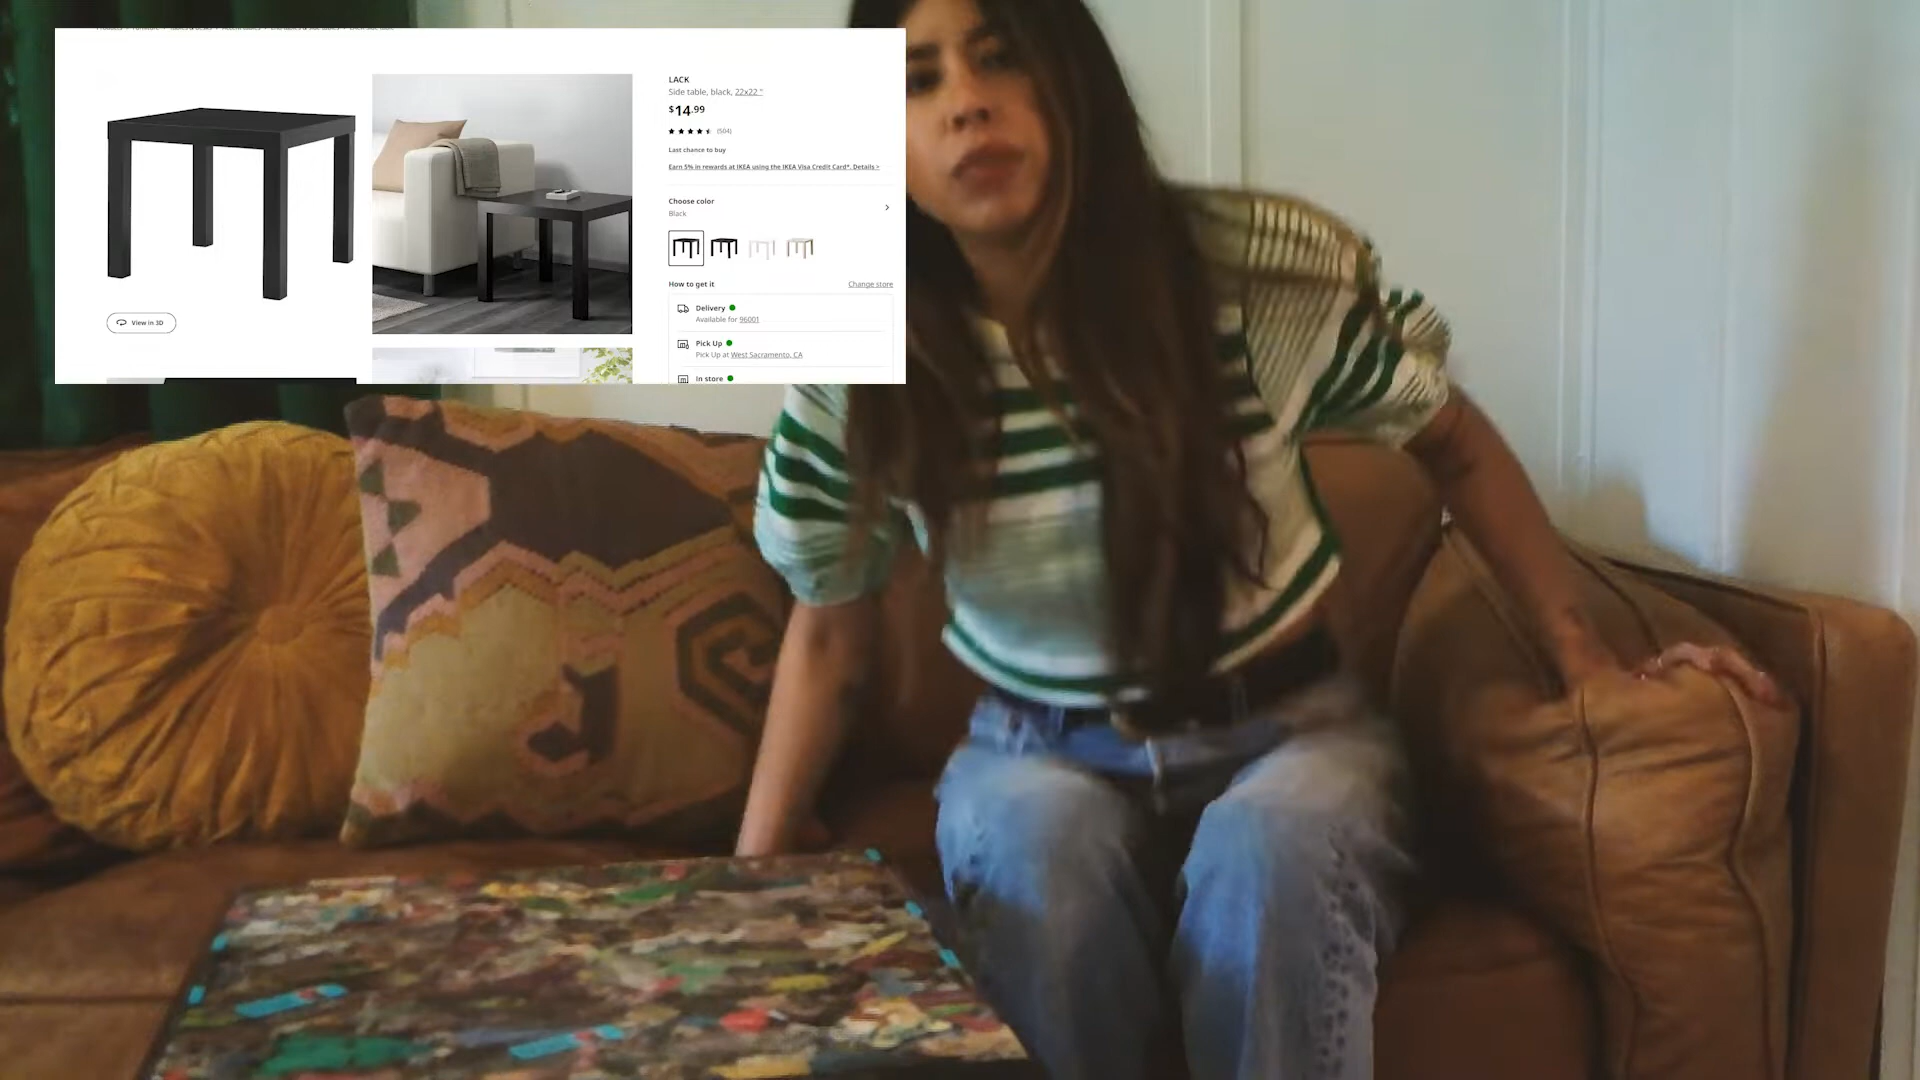 LACK
Side table, black, 22x22 "
$14.99
(504)
Last chance to buy
Earn 5% in rewards at IKEA using the IKEA Visa Credit Card*. Details >
Choose color
Black
How to get it
Change store
Delivery
Available for 96001
Pick Up
Pick Up at West Sacramento, CA
In store
View in 3D